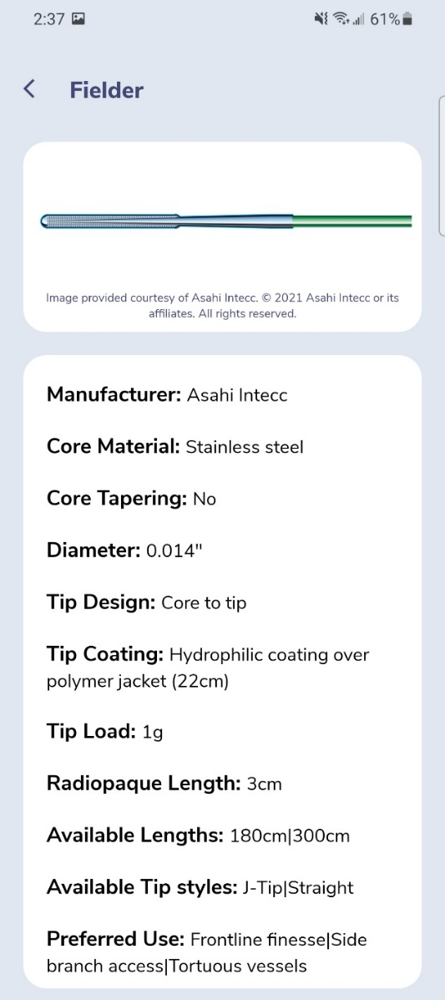 2:37 61%
Fielder
Image provided courtesy of Asahi Intecc. © 2021 Asahi Intecc or its
affiliates. All rights reserved.
Manufacturer: Asahi Intecc
Core Material: Stainless steel
Core Tapering: No
Diameter: 0.014"
Tip Design: Core to tip
Tip Coating: Hydrophilic coating over
polymer jacket (22cm)
Tip Load: 1g
Radiopaque Length: 3cm
Available Lengths: 180cm|300cm
Available Tip styles: J-Tip|Straight
Preferred Use: Frontline finesse|Side
branch access|Tortuous vessels